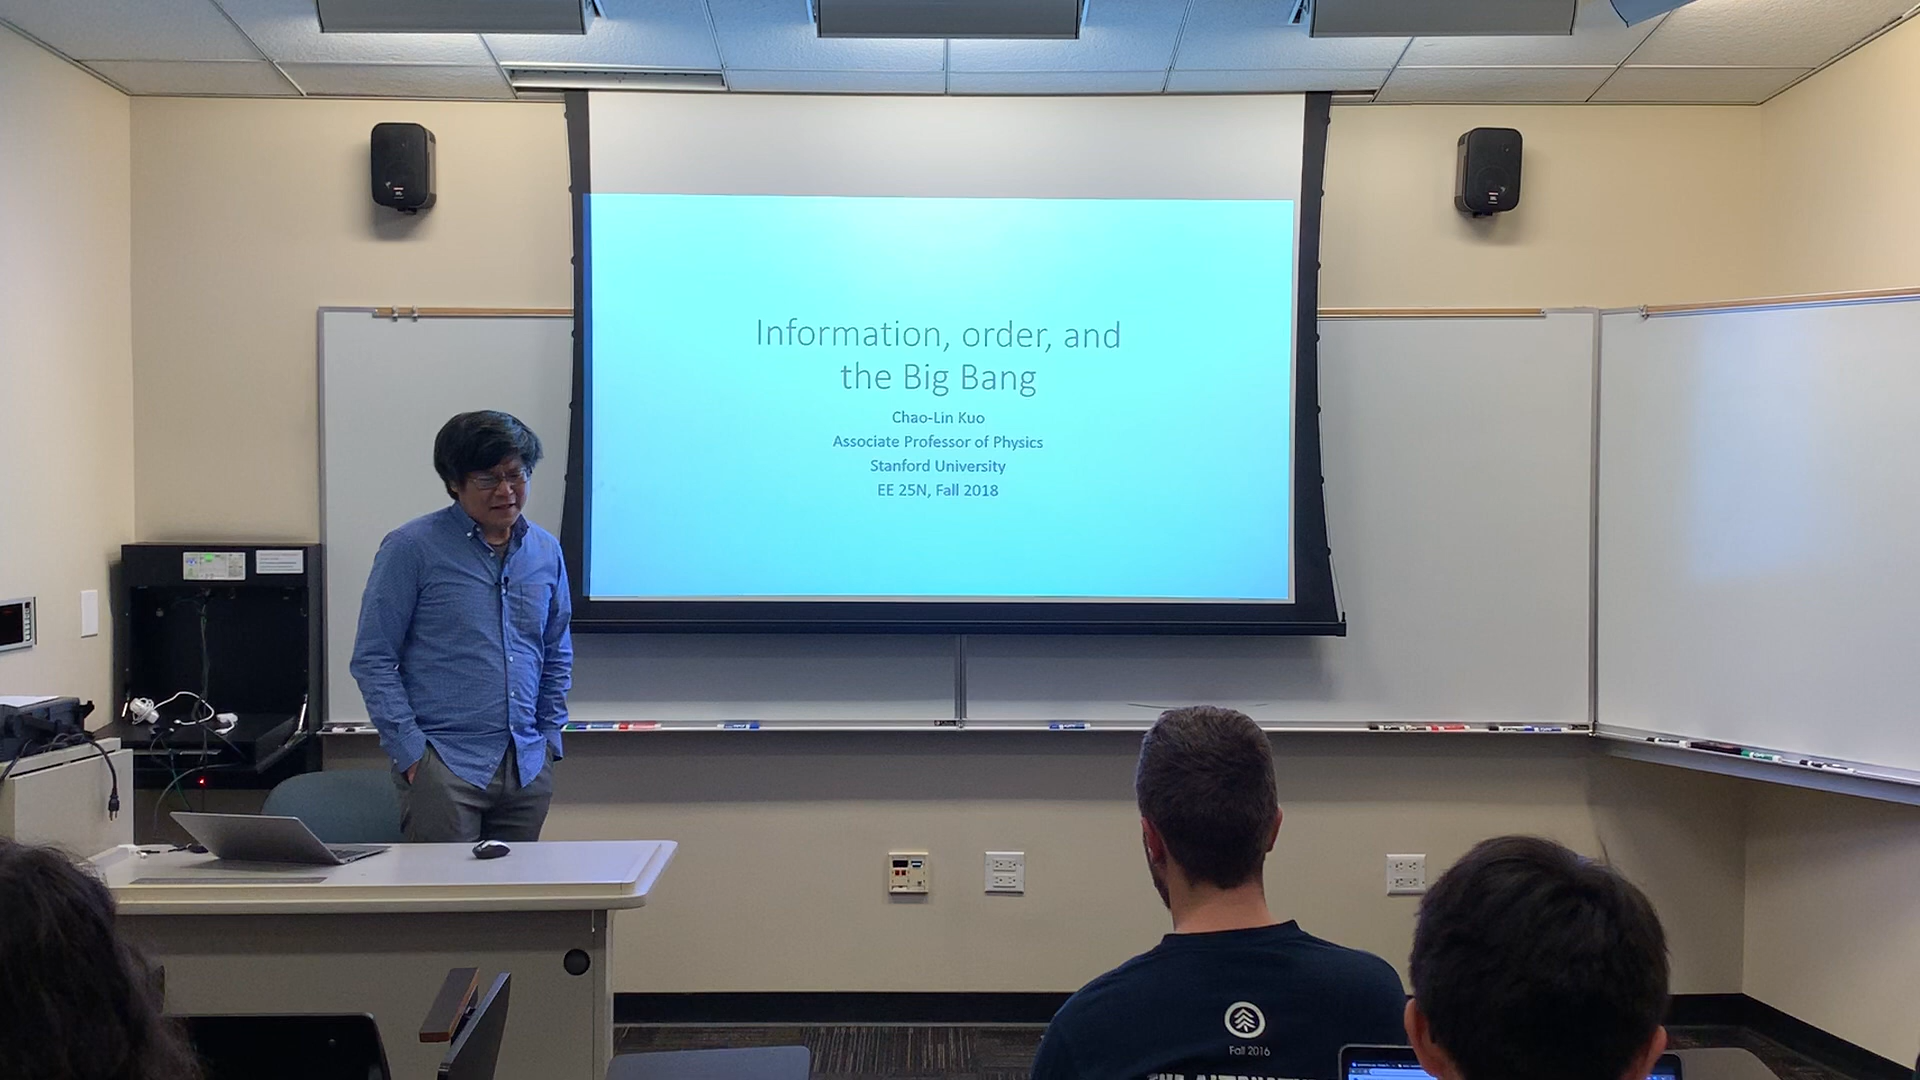 Information, order, and
the Big Bang
Chao-Lin Kuo
Associate Professor of Physics
Stanford University
EE 25N, Fall 2018
Fall 2016